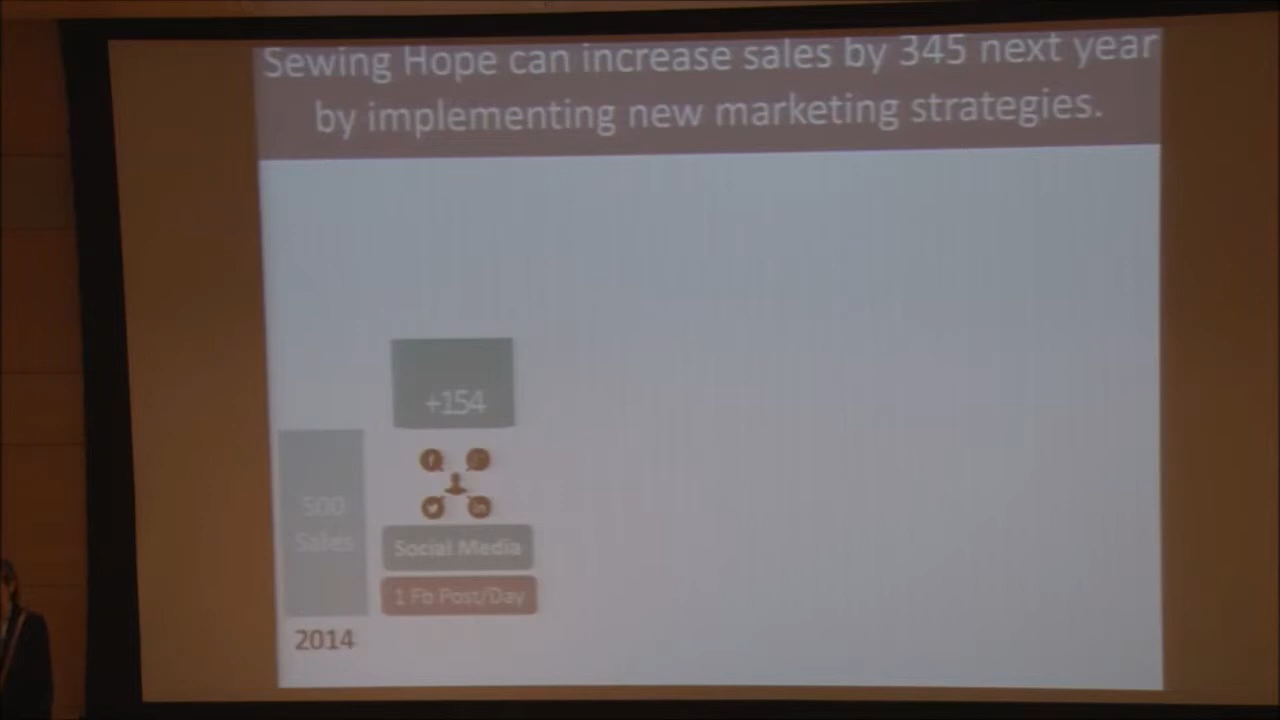 Sewing Hope can increase sales by 345 next year
by implementing new marketing strategies.
+154
500
Sales
Social Media
1 Fb Post/Day
2014